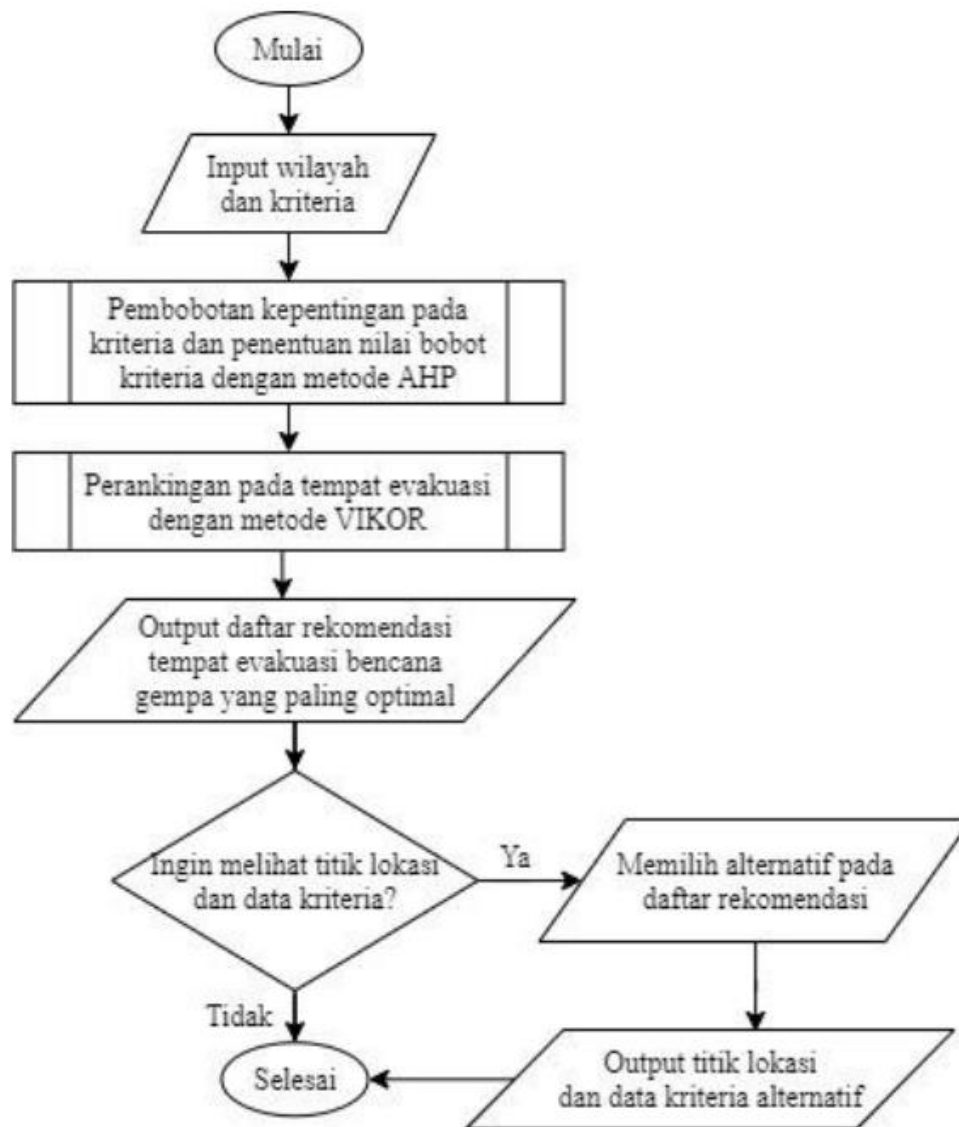 Mulai
Input wilayah
dan kriteria
Pembobotan kepentingan pada
kriteria dan penentuan nilai bobot
kriteria dengan metode AHP
Perankingan pada tempat evakuasi
dengan metode VIKOR
Output daftar rekomendasi
tempat evakuasi bencana
gempa yang paling optimal
Ingin melihat titik lokasi
dan data kriteria?
Ya
Memilih alternatif pada
daftar rekomendasi
Tidak
Selesai
Output titik lokasi
dan data kriteria alternatif